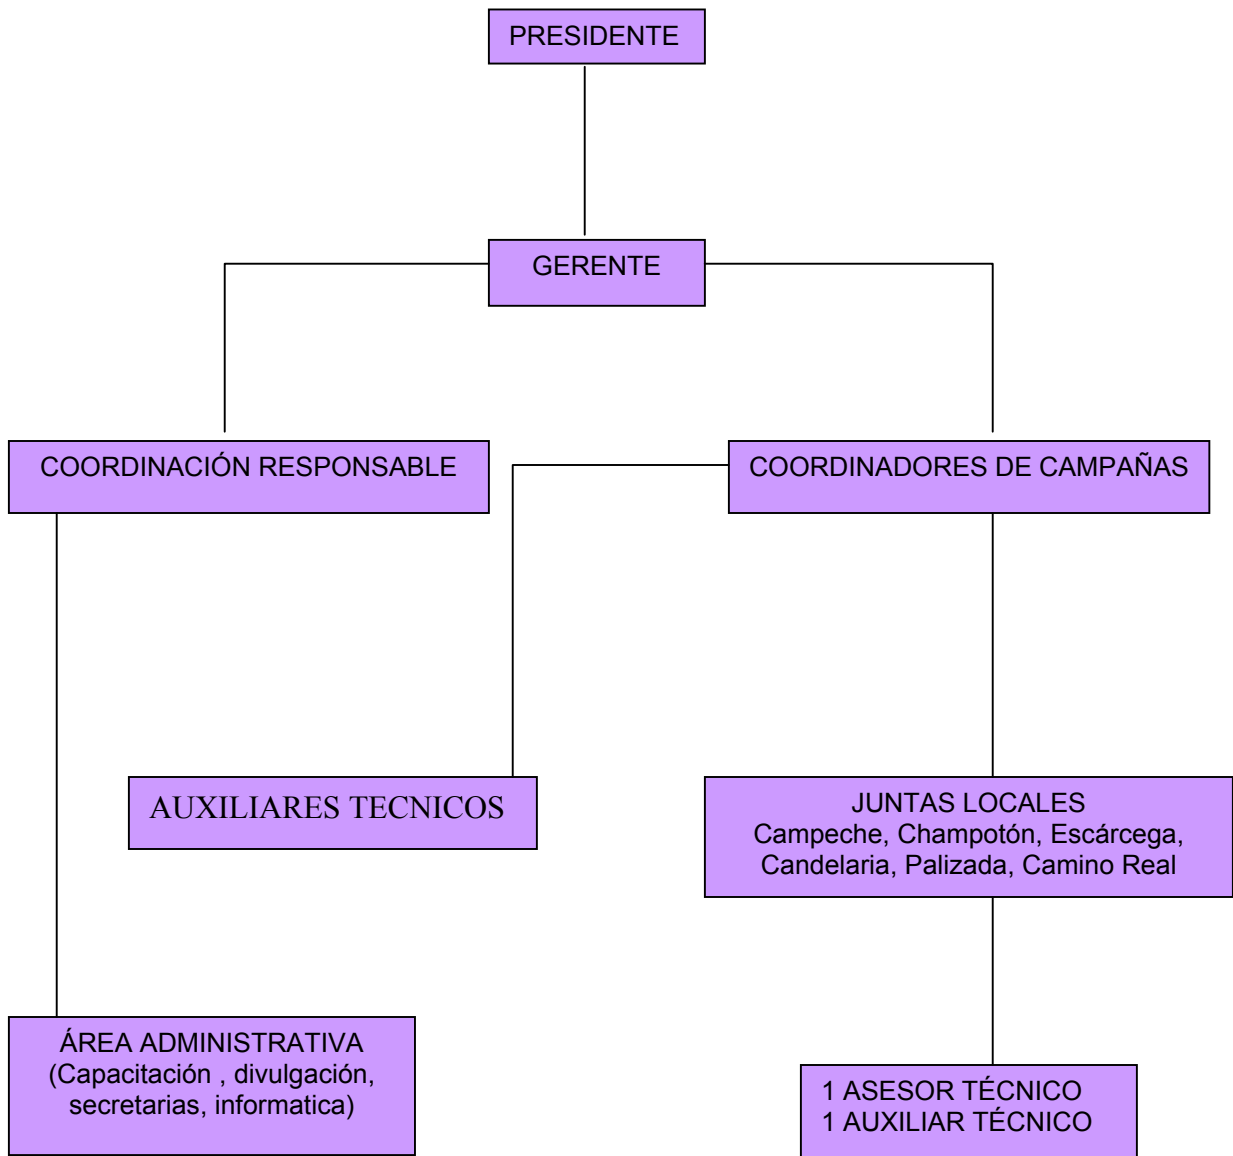 PRESIDENTE
GERENTE
COORDINACIÓN RESPONSABLE
COORDINADORES DE CAMPAÑAS
AUXILIARES TECNICOS
JUNTAS LOCALES
Campeche, Champotón, Escárcega,
Candelaria, Palizada, Camino Real
ÁREA ADMINISTRATIVA
(Capacitación , divulgación,
secretarias, informatica)
1 ASESOR TÉCNICO
1 AUXILIAR TÉCNICO